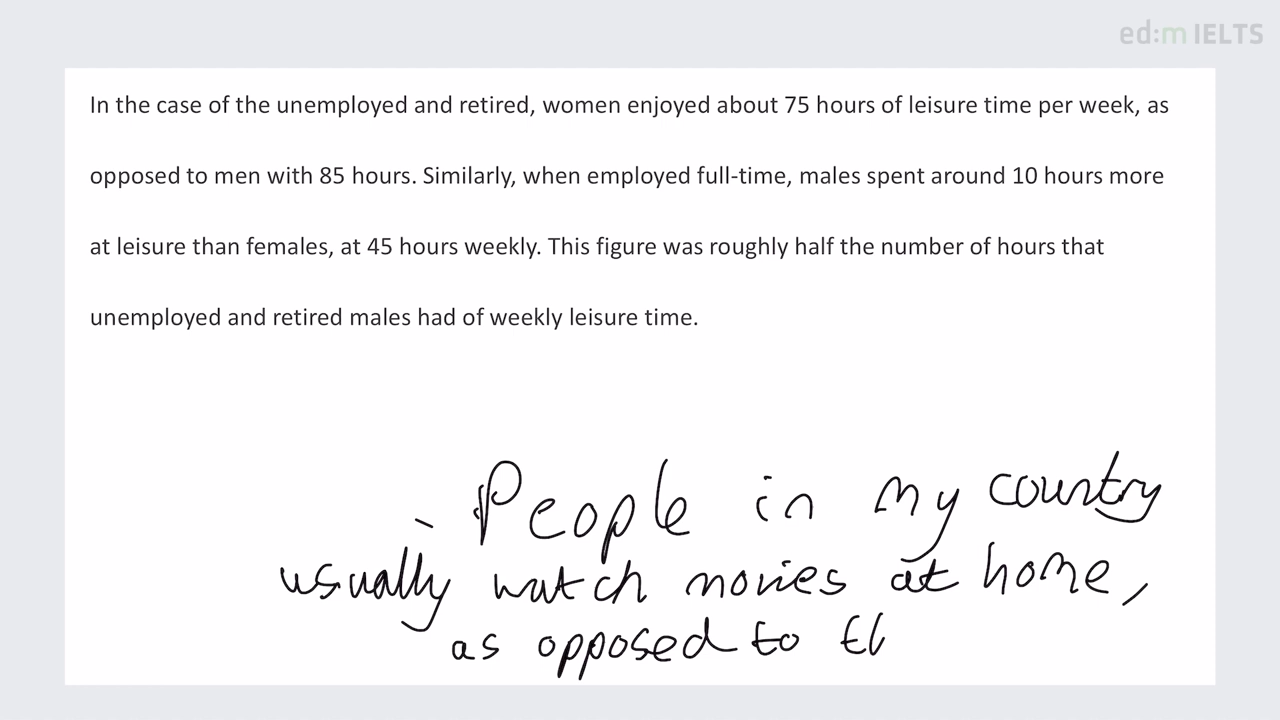 ed:m IELTS
In the case of the unemployed and retired, women enjoyed about 75 hours of leisure time per week, as
opposed to men with 85 hours. Similarly, when employed full-time, males spent around 10 hours more
at leisure than females, at 45 hours weekly. This figure was roughly half the number of hours that
unemployed and retired males had of weekly leisure time.
- People in my country
usually watch movies at home,
as opposed to